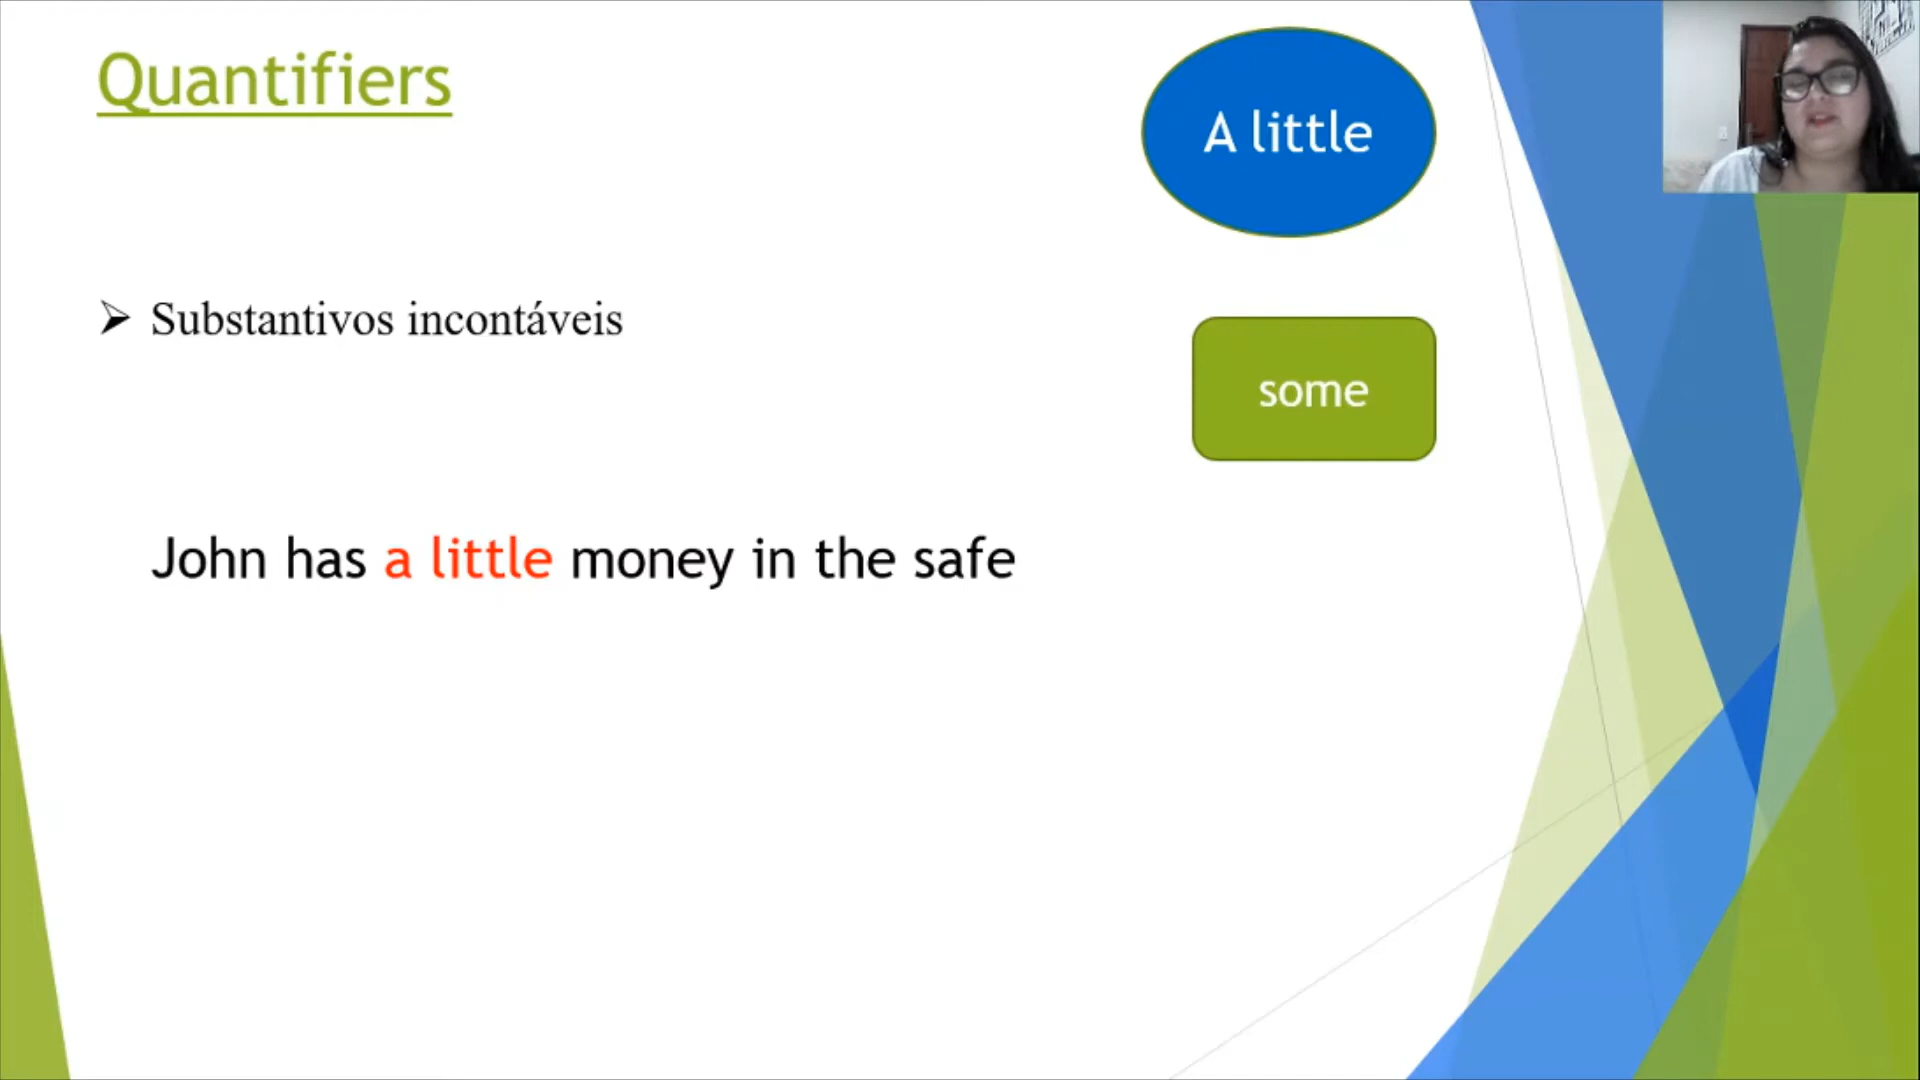 Quantifiers
A little
➢ Substantivos incontáveis
some
John has a little money in the safe